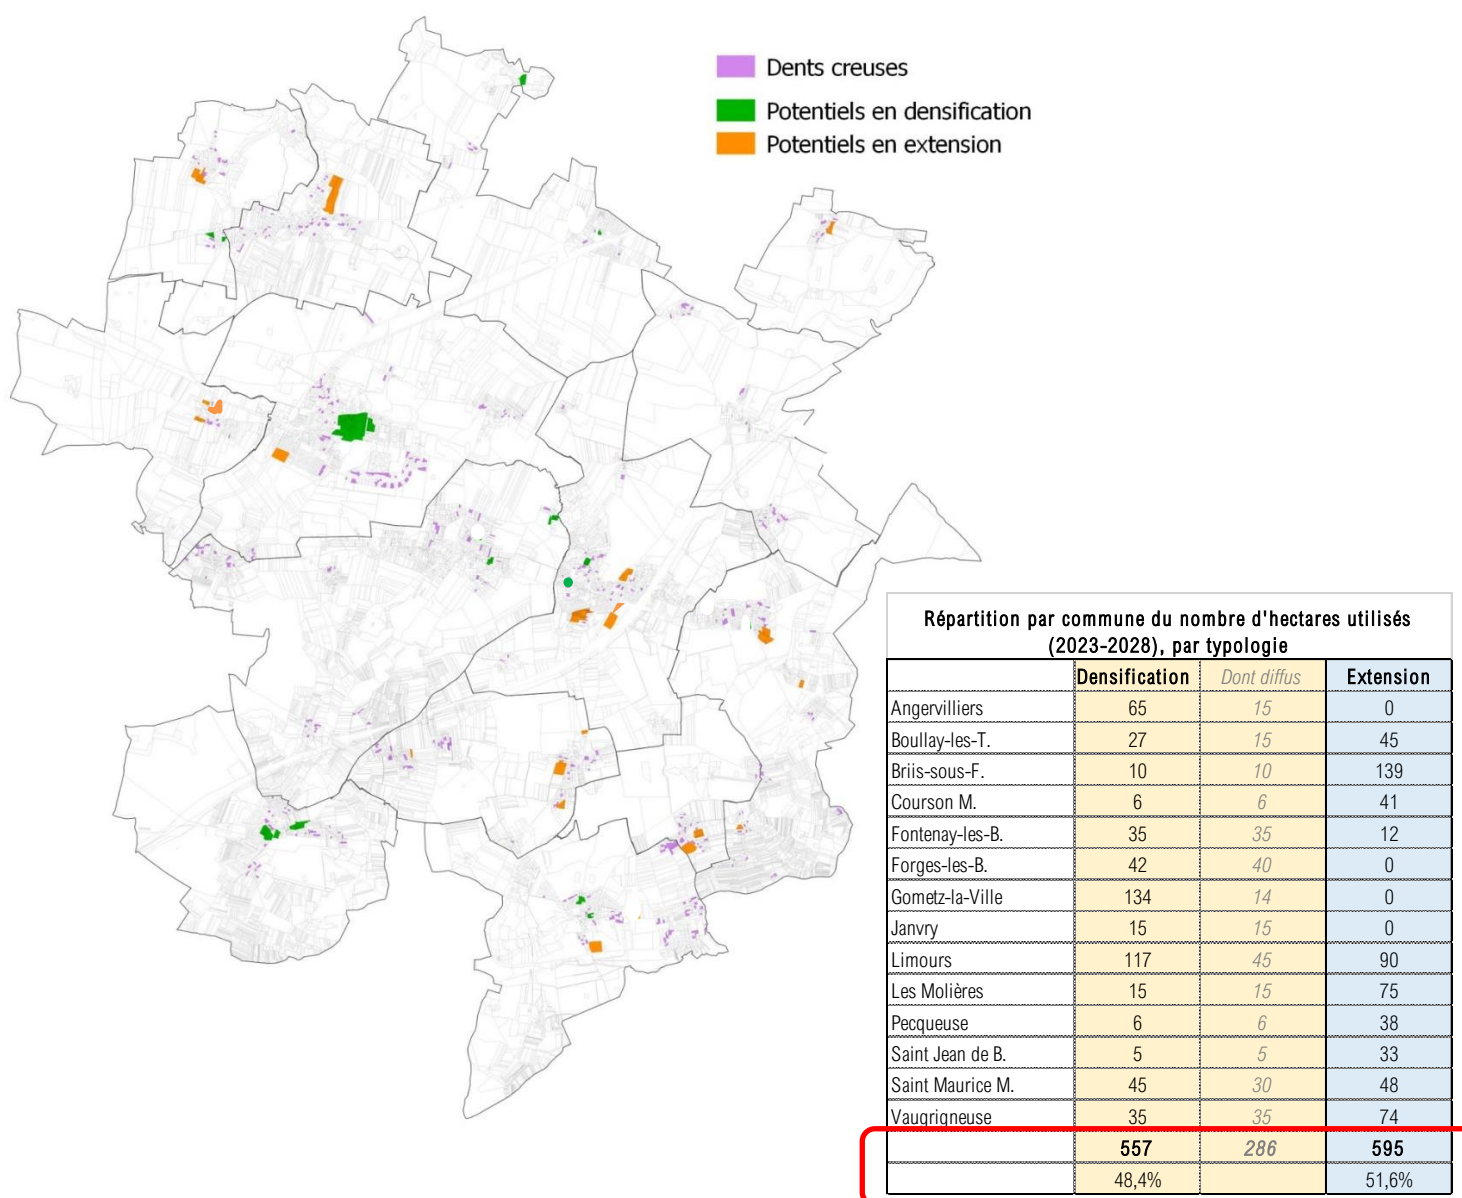 Dents creuses
Potentiels en densification
Potentiels en extension
Répartition par commune du nombre d'hectares utilisés
(2023-2028), par typologie
Densification Dont diffus Extension
Angervilliers 65 15 0
Boullay-les-T. 27 15 45
Briis-sous-F. 10 10 139
Courson M. 6 6 41
Fontenay-les-B. 35 35 12
Forges-les-B. 42 40 0
Gometz-la-Ville 134 14 0
Janvry 15 15 0
Limours 117 45 90
Les Molières 15 15 75
Pecqueuse 6 6 38
Saint Jean de B. 5 5 33
Saint Maurice M. 45 30 48
Vaugrigneuse 35 35 74
557 286 595
48,4% 51,6%